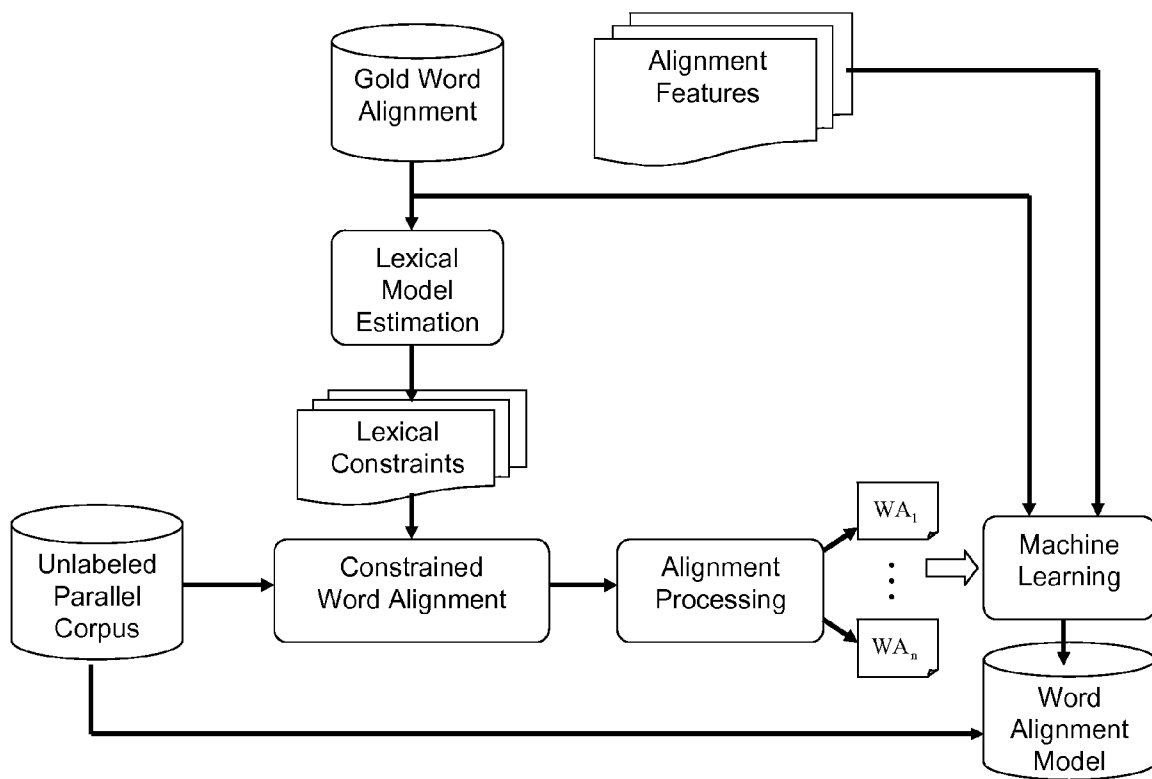 Gold Word
Alignment
Alignment
Features
Lexical
Model
Estimation
Lexical
Constraints
Unlabeled
Parallel
Corpus
Constrained
Word Alignment
Alignment
Processing
WA1
⋮
WAn
Machine
Learning
Word
Alignment
Model